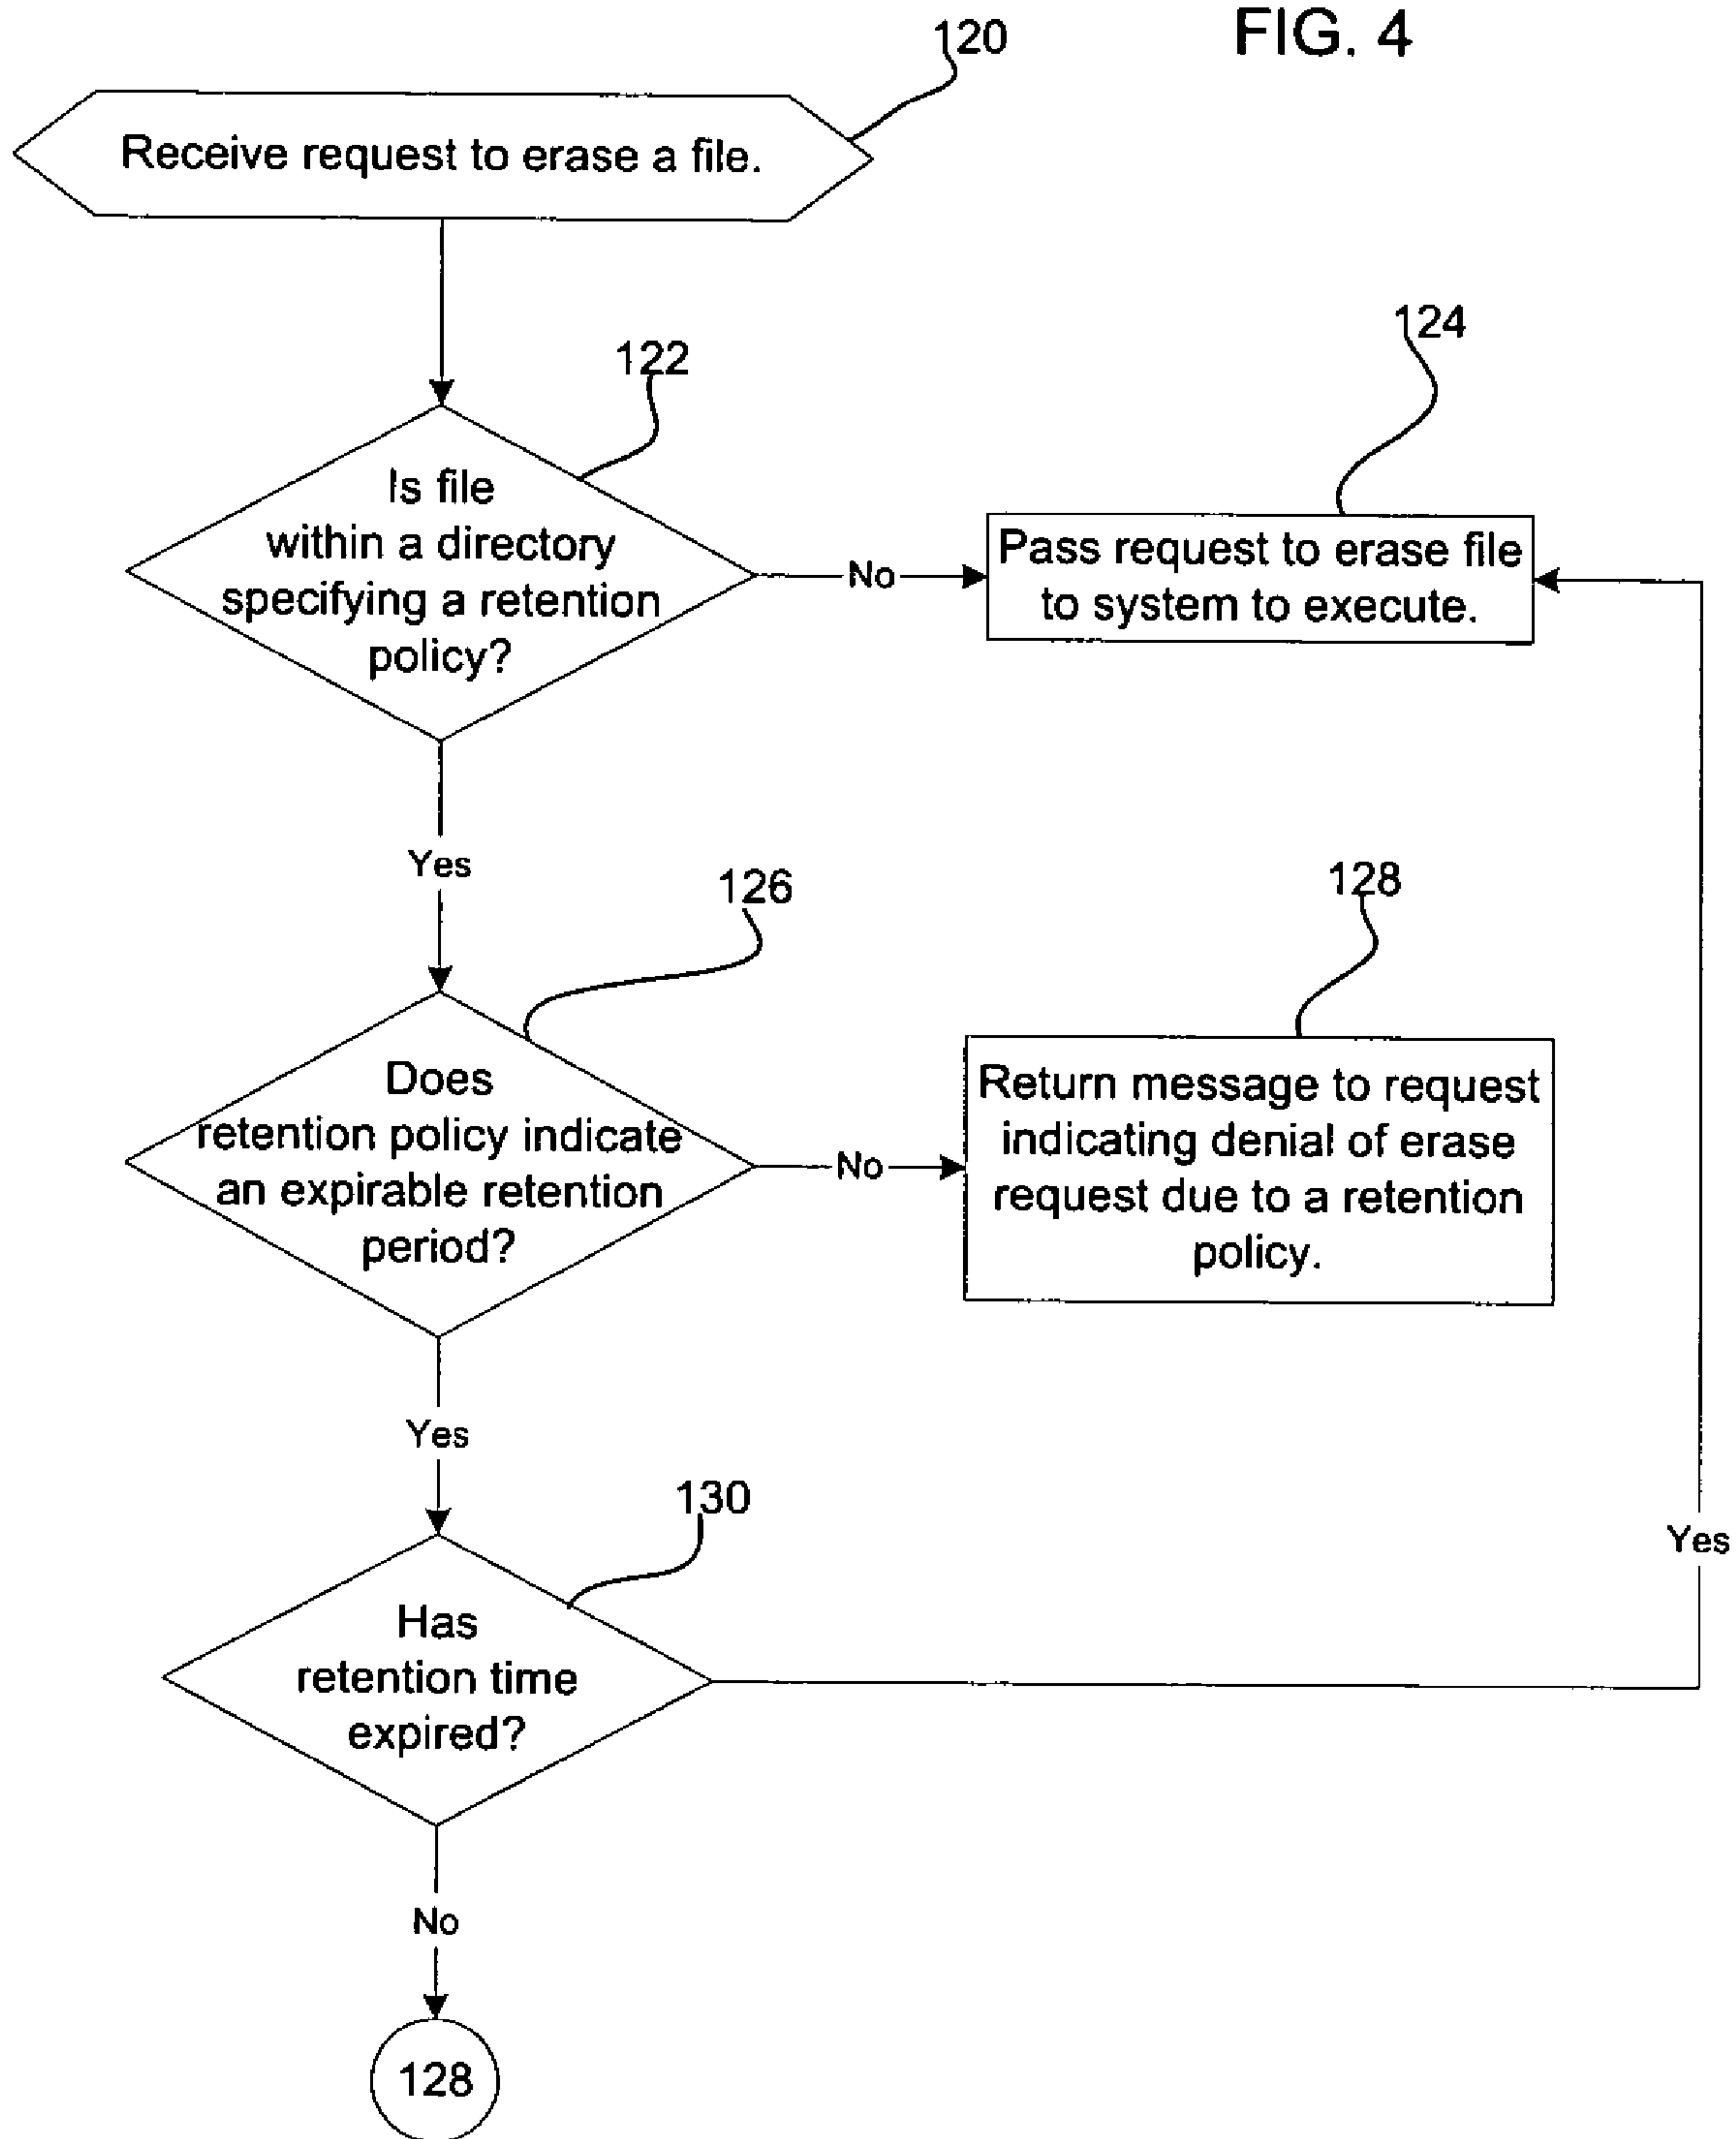 FIG. 4
120
Receive request to erase a file.
122
Is file
within a directory
specifying a retention
policy?
No
124
Pass request to erase file
to system to execute.
Yes
126
Does
retention policy indicate
an expirable retention
period?
No
128
Return message to request
indicating denial of erase
request due to a retention
policy.
Yes
130
Has
retention time
expired?
Yes
No
128